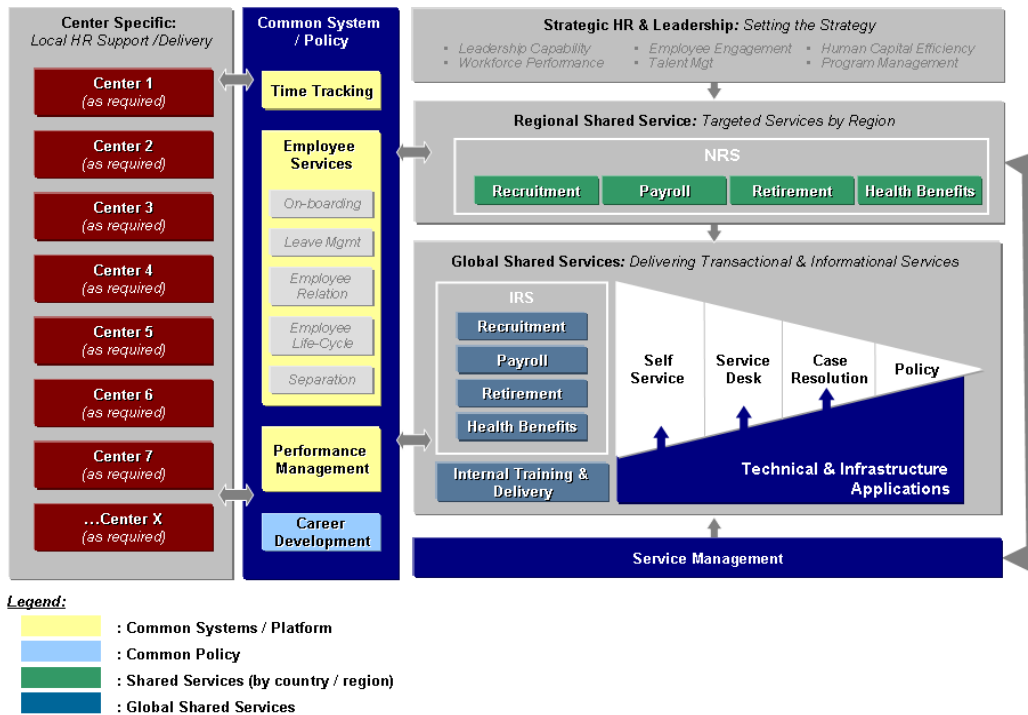 Center Specific:
Local HR Support /Delivery
Center 1
(as required)
Center 2
(as required)
Center 3
(as required)
Center 4
(as required)
Center 5
(as required)
Center 6
(as required)
Center 7
(as required)
...Center X
(as required)
Common System
/ Policy
Time Tracking
Employee
Services
On-boarding
Leave Mgmt
Employee
Relation
Employee
Life-Cycle
Separation
Performance
Management
Career
Development
Strategic HR & Leadership: Setting the Strategy
• Leadership Capability
• Employee Engagement
• Human Capital Efficiency
• Workforce Performance
• Talent Mgt
• Program Management
Regional Shared Service: Targeted Services by Region
NRS
Recruitment
Payroll
Retirement
Health Benefits
Global Shared Services: Delivering Transactional & Informational Services
IRS
Recruitment
Payroll
Retirement
Health Benefits
Internal Training &
Delivery
Self
Service
Service
Desk
Case
Resolution
Policy
Technical & Infrastructure
Applications
Service Management
Legend:
: Common Systems / Platform
: Common Policy
: Shared Services (by country / region)
: Global Shared Services